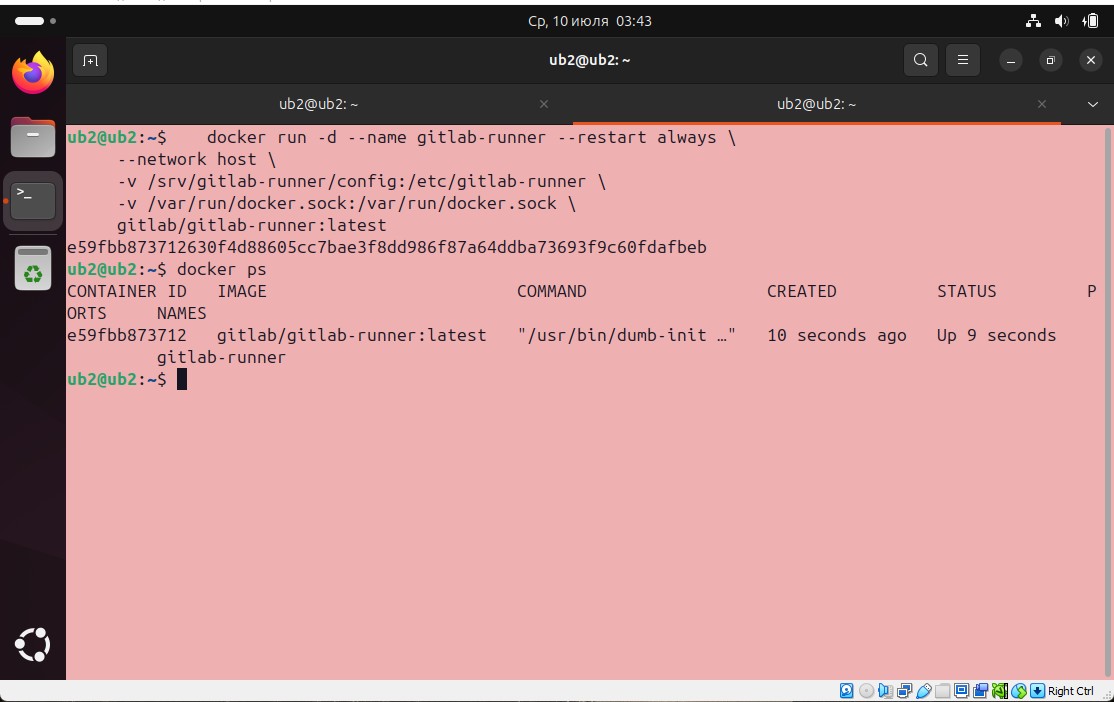 Ср, 10 июля 03:43
ub2@ub2: ~
ub2@ub2: ~
ub2@ub2: ~
ub2@ub2:~$    docker run -d --name gitlab-runner --restart always \
     --network host \
     -v /srv/gitlab-runner/config:/etc/gitlab-runner \
     -v /var/run/docker.sock:/var/run/docker.sock \
     gitlab/gitlab-runner:latest
e59fbb873712630f4d88605cc7bae3f8dd986f87a64ddba73693f9c60fdafbeb
ub2@ub2:~$ docker ps
CONTAINER ID   IMAGE                         COMMAND                  CREATED          STATUS         P
ORTS     NAMES
e59fbb873712   gitlab/gitlab-runner:latest   "/usr/bin/dumb-init …"   10 seconds ago   Up 9 seconds
         gitlab-runner
ub2@ub2:~$
Right Ctrl